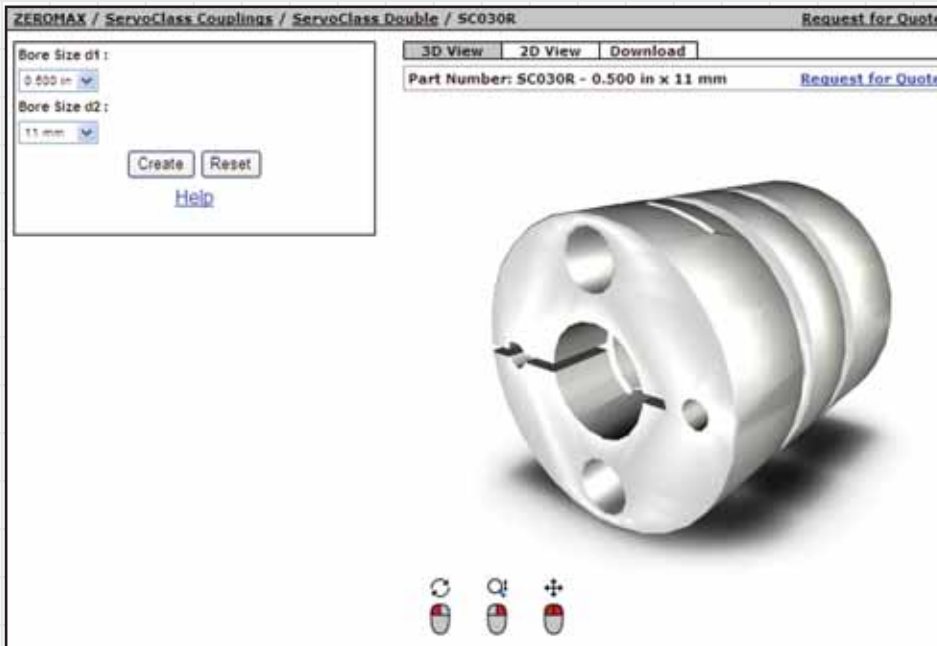 ZEROMAX / ServoClass Couplings / ServoClass Double / SC030R Request for Quote
Bore Size d1 :
0.500 in
Bore Size d2 :
11 mm
Create Reset
Help
3D View 2D View Download
Part Number: SC030R - 0.500 in x 11 mm Request for Quote